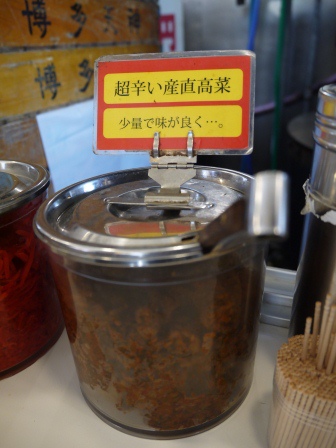 博多
博多
超辛い産直高菜
少量で味が良く…。